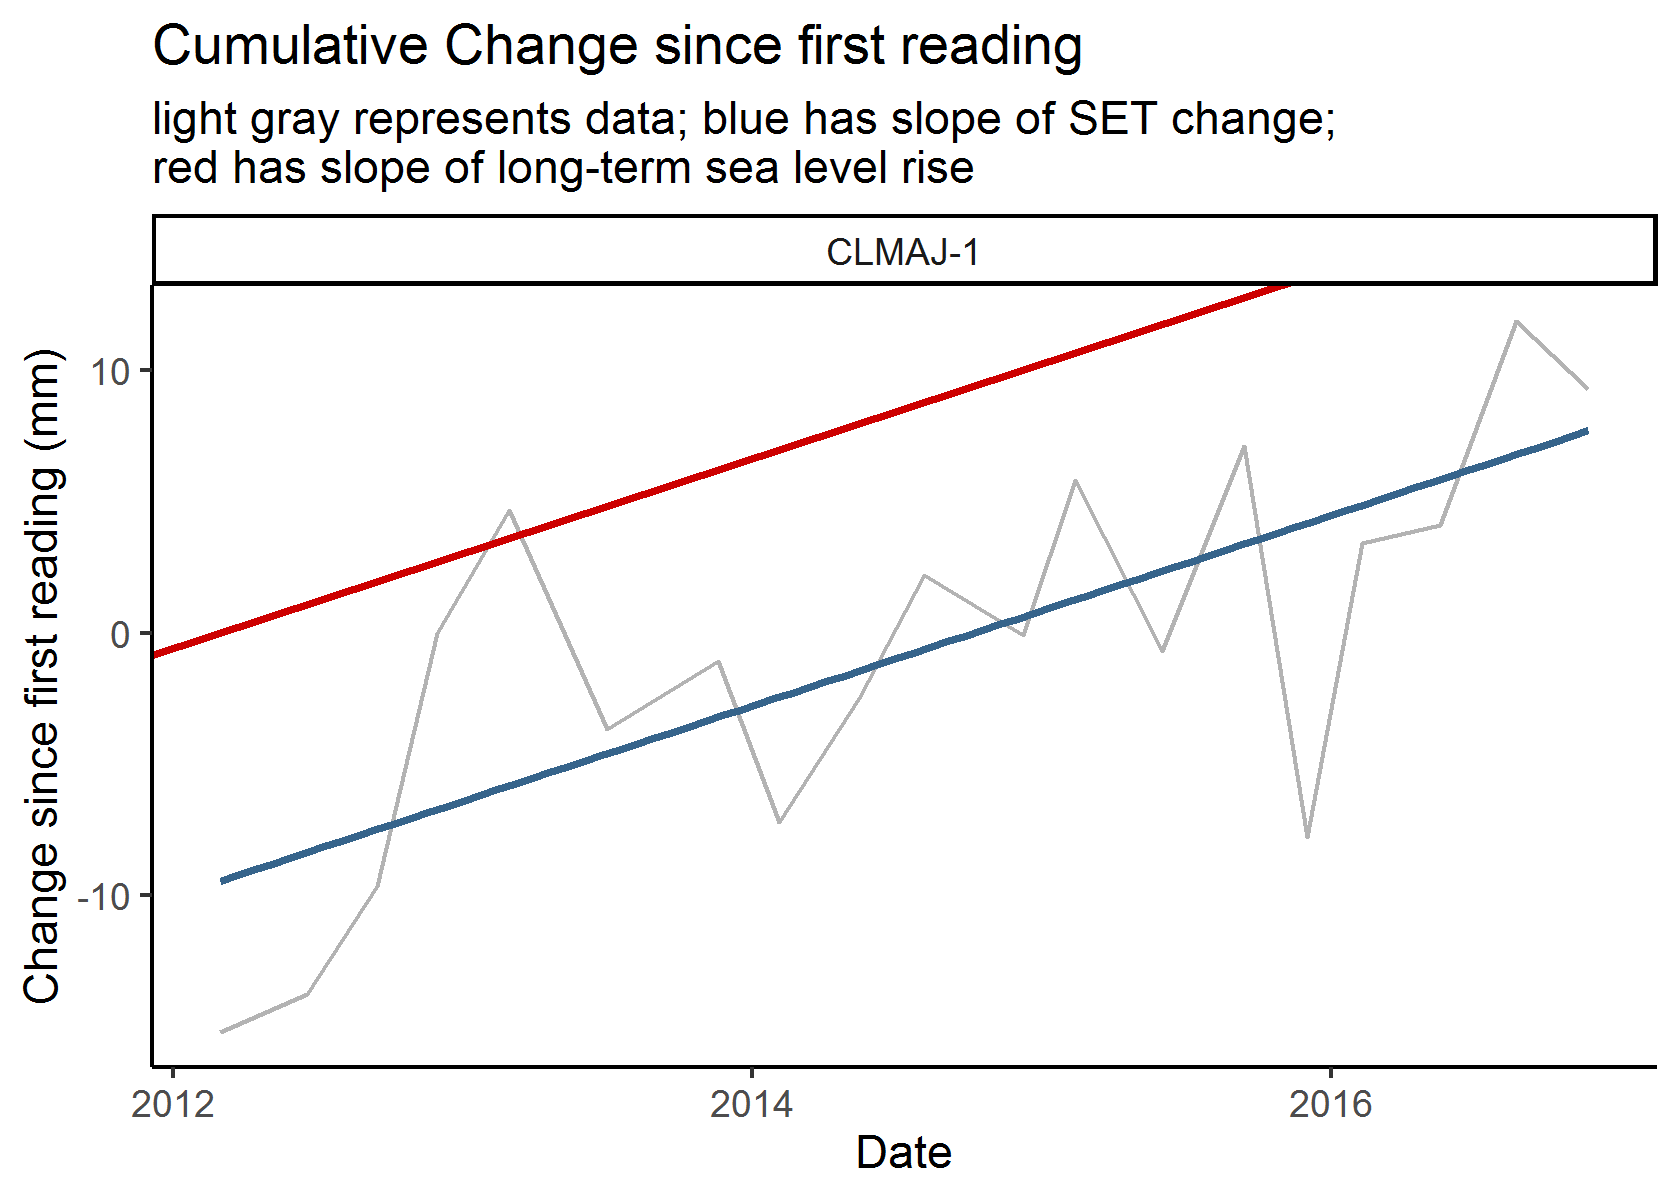 Cumulative Change since first reading
light gray represents data; blue has slope of SET change;
red has slope of long-term sea level rise
CLMAJ-1
Change since first reading (mm)
10
0
-10
2012
2014
2016
Date